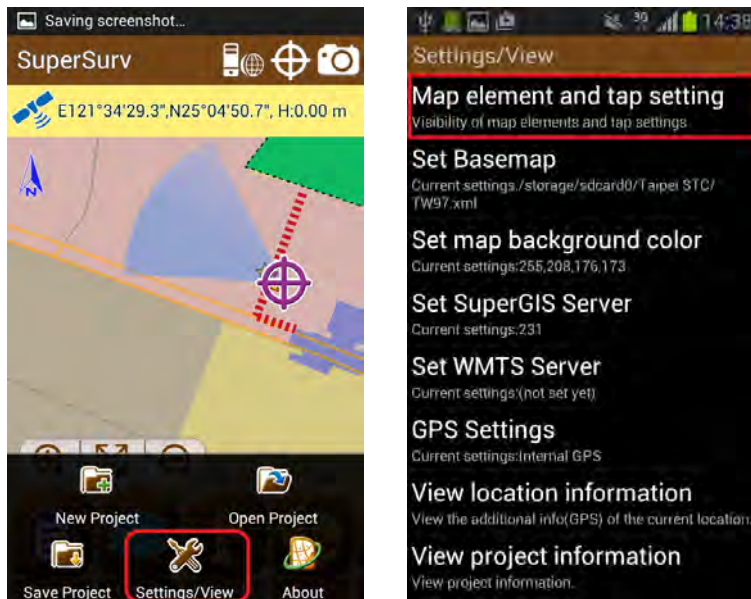 Saving screenshot...
SuperSurv
E121°34'29.3",N25°04'50.7", H:0.00 m
N
New Project
Open Project
Save Project
Settings/View
About
3G
14:38
Settings/View
Map element and tap setting
Visibility of map elements and tap settings
Set Basemap
Current settings:/storage/sdcard0/Taipei STC/
TW97.xml
Set map background color
Current settings:255,208,176,173
Set SuperGIS Server
Current settings:231
Set WMTS Server
Current settings:(not set yet)
GPS Settings
Current settings:Internal GPS
View location information
View the additional info(GPS) of the current location.
View project information
View project information.